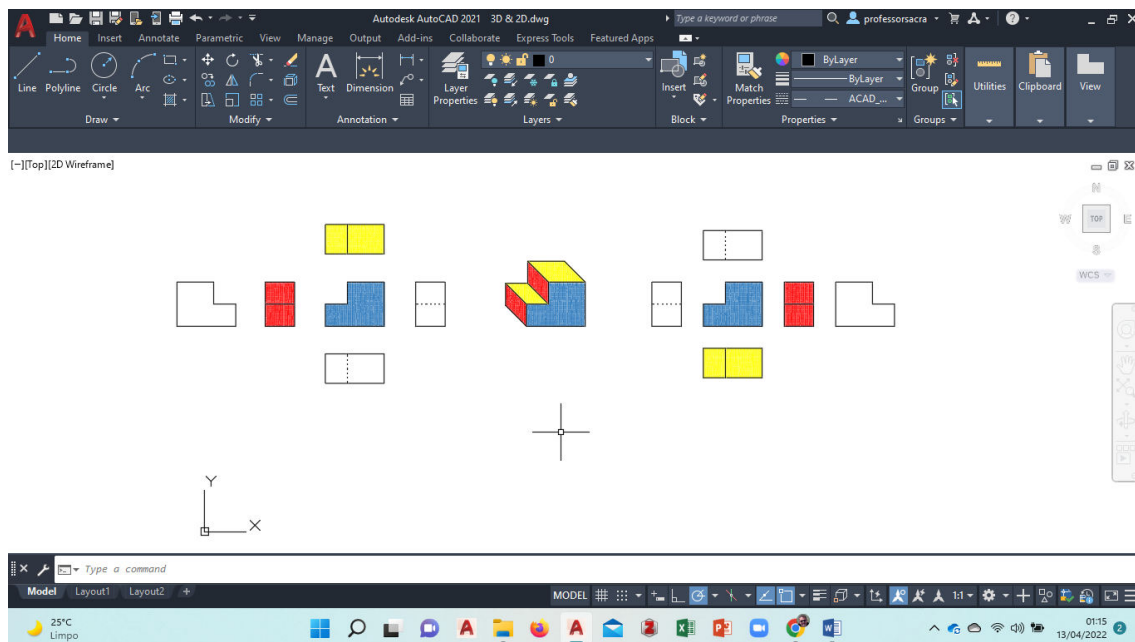 Autodesk AutoCAD 2021 3D & 2D.dwg
Type a keyword or phrase
professorsacra
Home Insert Annotate Parametric View Manage Output Add-ins Collaborate Express Tools Featured Apps
Line Polyline Circle Arc
Text Dimension
Layer Properties
0
Insert
Match Properties
ByLayer
ByLayer
ACAD_...
Group
Utilities
Clipboard
View
Draw Modify Annotation Layers Block Properties Groups
[−][Top][2D Wireframe]
N
W TOP E
S
WCS
Y
X
Type a command
Model Layout1 Layout2 +
MODEL 1:1
25°C
Limpo
01:15
13/04/2022 2